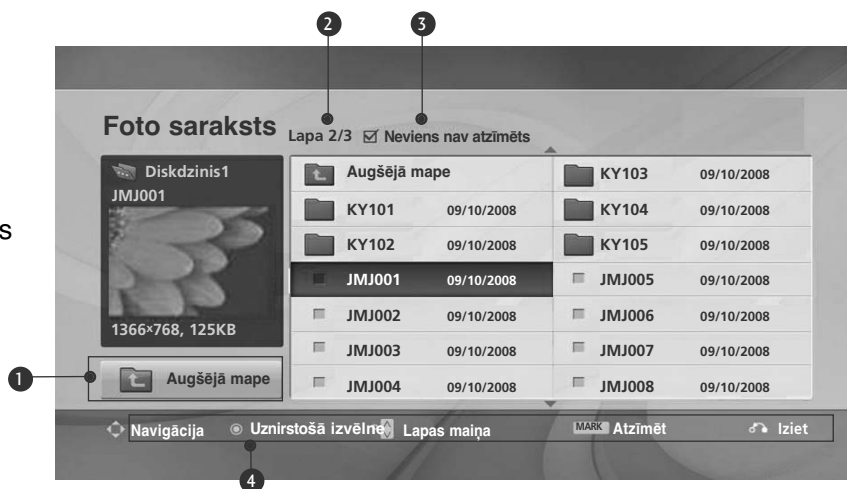 2 3
Foto saraksts Lapa 2/3 Neviens nav atzīmēts
Diskdzinis1
JMJ001
1366×768, 125KB
Augšējā mape
KY103 09/10/2008
KY101 09/10/2008
KY104 09/10/2008
KY102 09/10/2008
KY105 09/10/2008
JMJ001 09/10/2008
JMJ005 09/10/2008
JMJ002 09/10/2008
JMJ006 09/10/2008
JMJ003 09/10/2008
JMJ007 09/10/2008
JMJ004 09/10/2008
JMJ008 09/10/2008
s
1 Augšējā mape
Navigācija Uznirstošā izvēlne Lapas maiņa MARK Atzīmēt Iziet
4